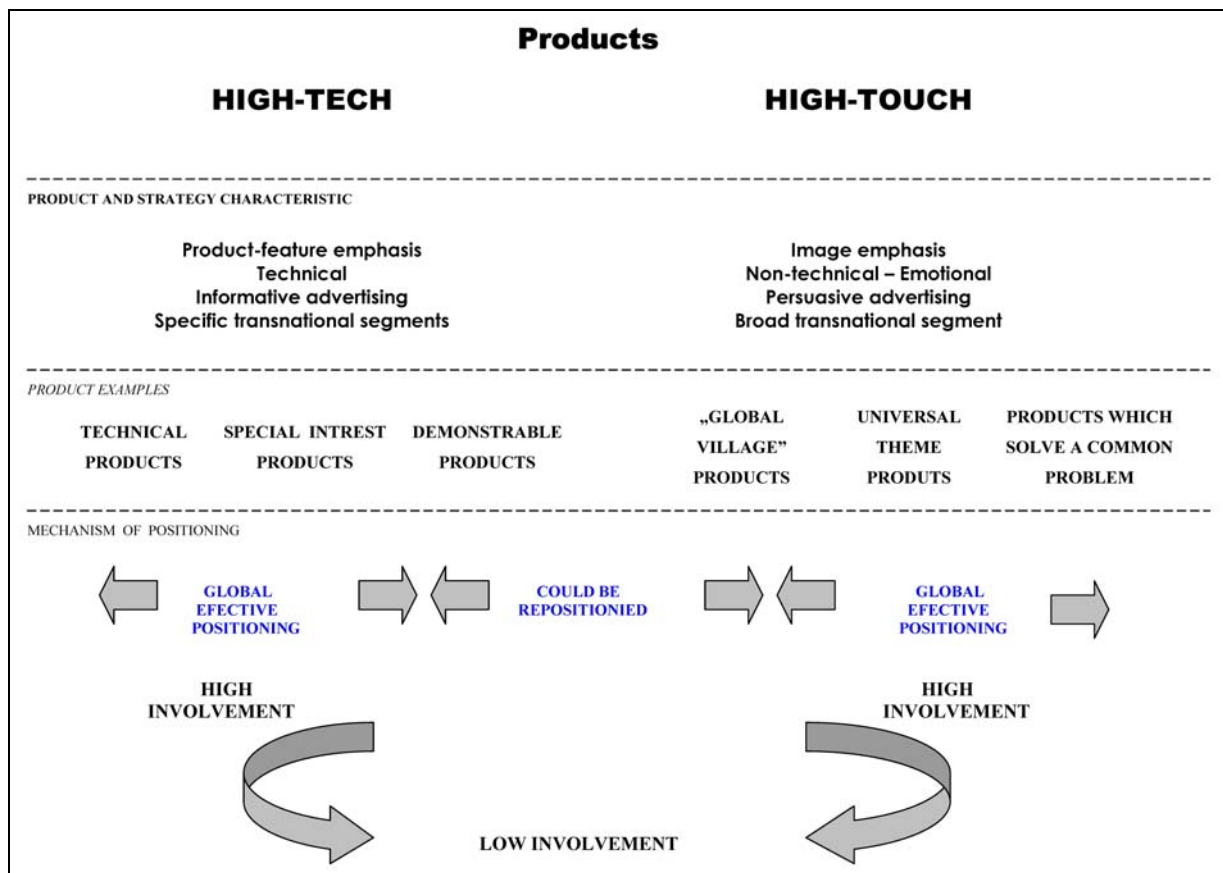 Products
HIGH-TECH
HIGH-TOUCH
PRODUCT AND STRATEGY CHARACTERISTIC
Product-feature emphasis
Technical
Informative advertising
Specific transnational segments
Image emphasis
Non-technical – Emotional
Persuasive advertising
Broad transnational segment
PRODUCT EXAMPLES
TECHNICAL
PRODUCTS
SPECIAL INTREST
PRODUCTS
DEMONSTRABLE
PRODUCTS
„GLOBAL
VILLAGE”
PRODUCTS
UNIVERSAL
THEME
PRODUTS
PRODUCTS WHICH
SOLVE A COMMON
PROBLEM
MECHANISM OF POSITIONING
GLOBAL
EFECTIVE
POSITIONING
COULD BE
REPOSITIONIED
GLOBAL
EFECTIVE
POSITIONING
HIGH
INVOLVEMENT
HIGH
INVOLVEMENT
LOW INVOLVEMENT